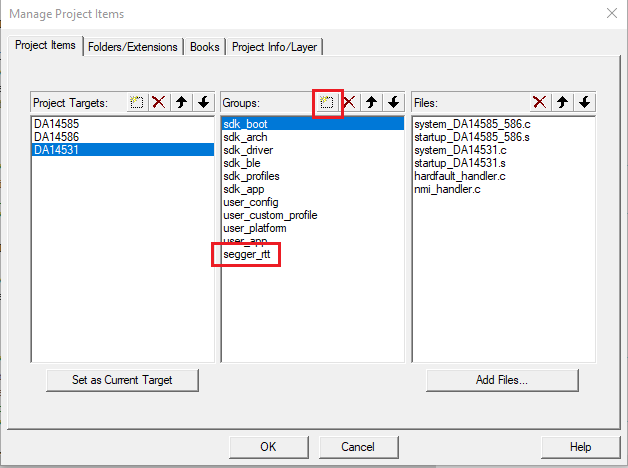 Manage Project Items
Project Items
Folders/Extensions
Books
Project Info/Layer
Project Targets:
DA14585
DA14586
DA14531
Set as Current Target
Groups:
sdk_boot
sdk_arch
sdk_driver
sdk_ble
sdk_profiles
sdk_app
user_config
user_custom_profile
user_platform
user_app
segger_rtt
Files:
system_DA14585_586.c
startup_DA14585_586.s
system_DA14531.c
startup_DA14531.s
hardfault_handler.c
nmi_handler.c
Add Files...
OK
Cancel
Help